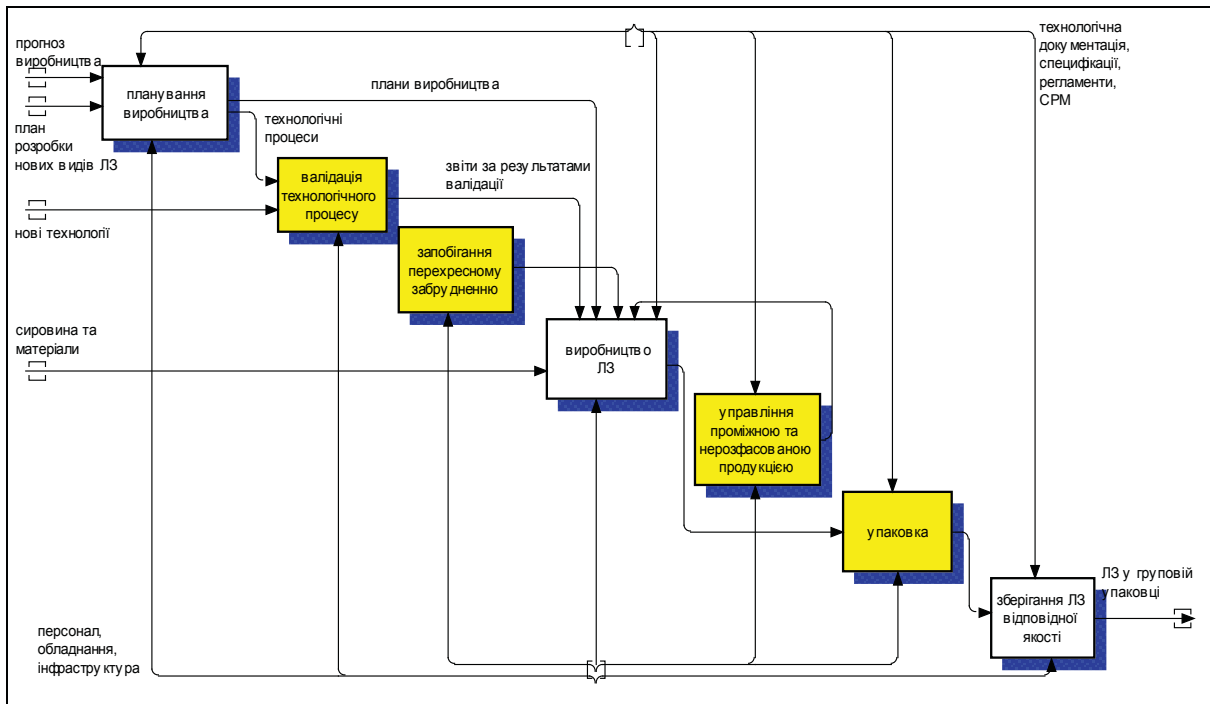 прогноз
виробництва
план
розробки
нових видів ЛЗ
нові технології
сировина та
матеріали
персонал,
обладнання,
інфраструктура
планування
виробництва
плани виробництва
технологічні
процеси
валідація
технологічного
процесу
звіти за результатами
валідації
запобігання
перехресному
забрудненню
виробництво
ЛЗ
управління
проміжною та
нерозфасованою
продукцією
упаковка
зберігання ЛЗ
відповідної
якості
технологічна
документація,
специфікації,
регламенти,
СРМ
ЛЗ у груповій
упаковці